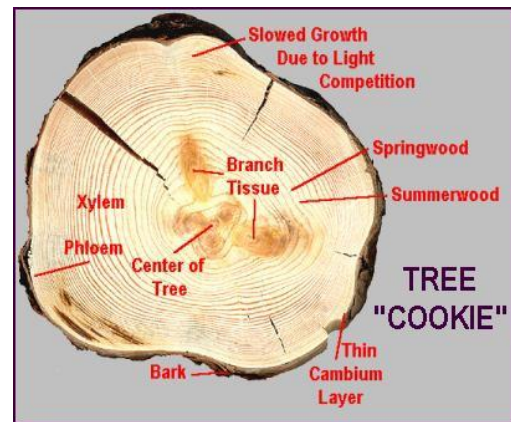 Slowed Growth
Due to Light
Competition
Springwood
Branch
Tissue
Summerwood
Xylem
Phloem
Center of
Tree
TREE
"COOKIE"
Thin
Cambium
Layer
Bark